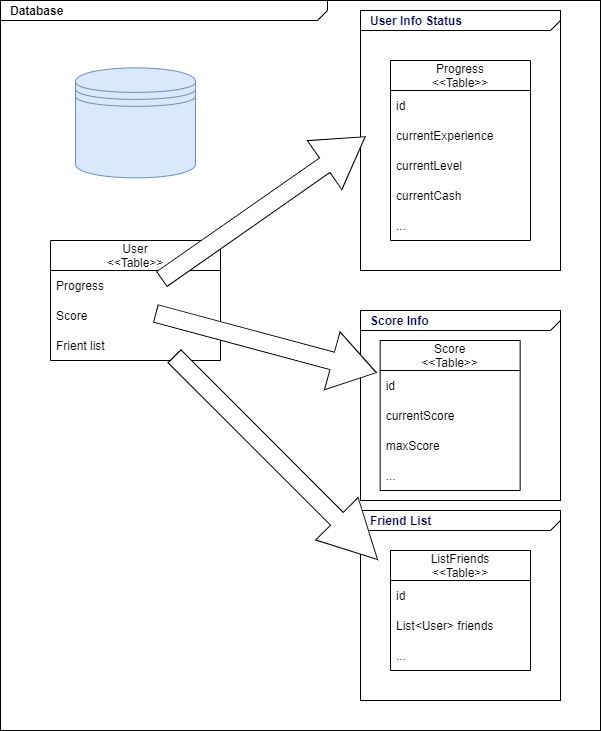 Database
User Info Status
Progress
<<Table>>
id
currentExperience
currentLevel
currentCash
...
User
<<Table>>
Progress
Score
Frient list
Score Info
Score
<<Table>>
id
currentScore
maxScore
...
Friend List
ListFriends
<<Table>>
id
List<User> friends
...